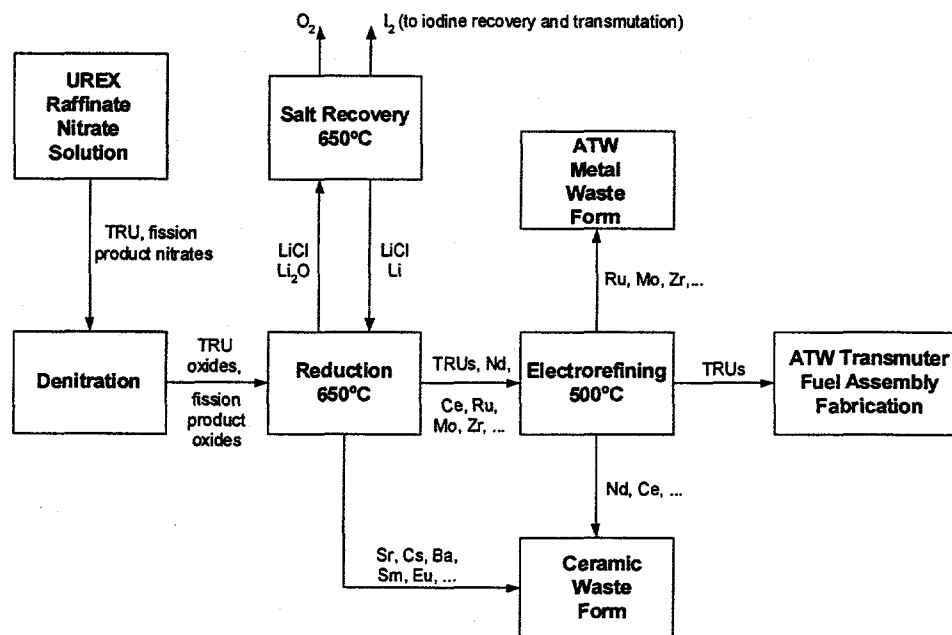 O₂
I₂ (to iodine recovery and transmutation)
UREX
Raffinate
Nitrate
Solution
Salt Recovery
650ºC
ATW
Metal
Waste
Form
TRU, fission
product nitrates
LiCl
Li₂O
LiCl
Li
Ru, Mo, Zr,...
Denitration
TRU
oxides,
fission
product
oxides
Reduction
650ºC
TRUs, Nd,
Ce, Ru,
Mo, Zr, ...
Electrorefining
500ºC
TRUs
ATW Transmuter
Fuel Assembly
Fabrication
Nd, Ce, ...
Sr, Cs, Ba,
Sm, Eu, ...
Ceramic
Waste
Form